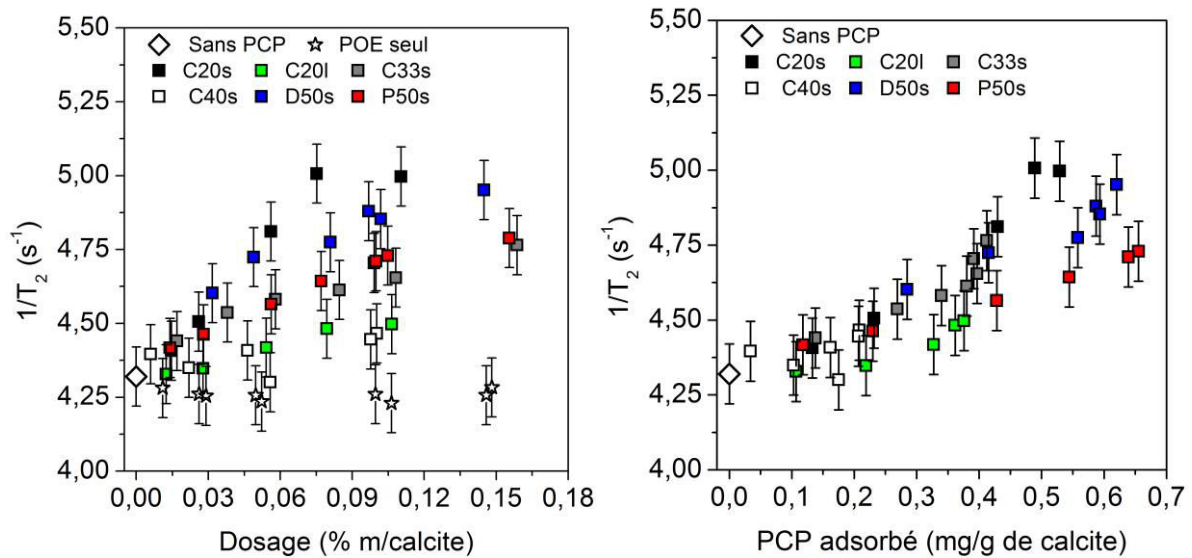 5,50
5,25
5,00
4,75
4,50
4,25
4,00
1/T2 (s-1)
Sans PCP POE seul
C20s C20l C33s
C40s D50s P50s
0,00 0,03 0,06 0,09 0,12 0,15 0,18
Dosage (% m/calcite)
5,50
5,25
5,00
4,75
4,50
4,25
4,00
1/T2 (s-1)
Sans PCP
C20s C20l C33s
C40s D50s P50s
0,0 0,1 0,2 0,3 0,4 0,5 0,6 0,7
PCP adsorbé (mg/g de calcite)